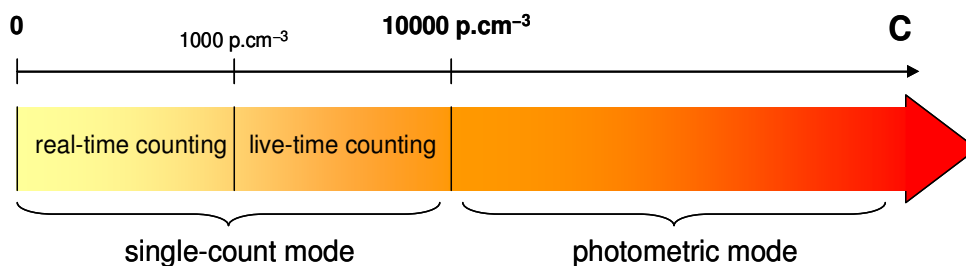 0
1000 p.cm⁻³
10000 p.cm⁻³
C
real-time counting
live-time counting
single-count mode
photometric mode